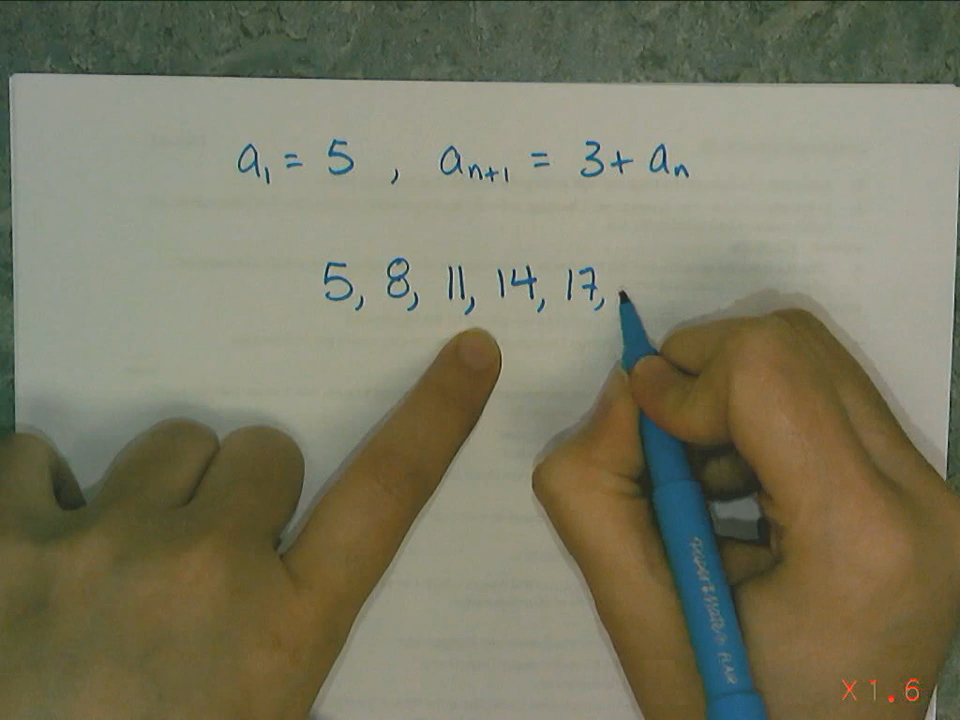 a₁ = 5 , aₙ₊₁ = 3 + aₙ
5, 8, 11, 14, 17,
X1.6